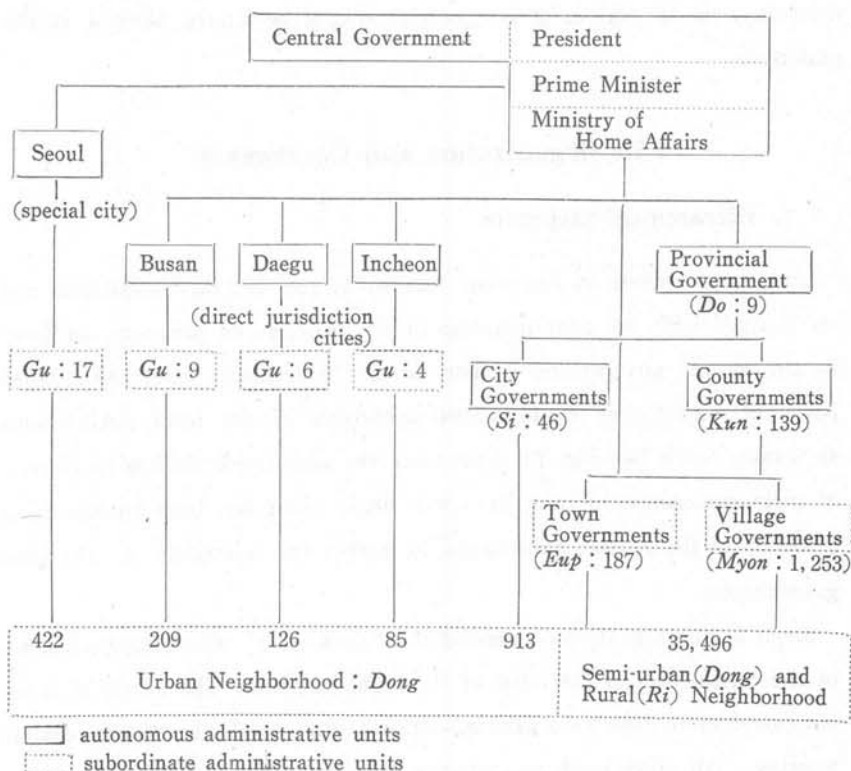 Central Government
President
Prime Minister
Ministry of
Home Affairs
Seoul
(special city)
Busan
Daegu
Incheon
Provincial
Government
(Do : 9)
(direct jurisdiction
cities)
Gu : 17
Gu : 9
Gu : 6
Gu : 4
City
Governments
(Si : 46)
County
Governments
(Kun : 139)
Town
Governments
(Eup : 187)
Village
Governments
(Myon : 1,253)
422
209
126
85
913
35,496
Urban Neighborhood : Dong
Semi-urban(Dong) and
Rural(Ri) Neighborhood
autonomous administrative units
subordinate administrative units